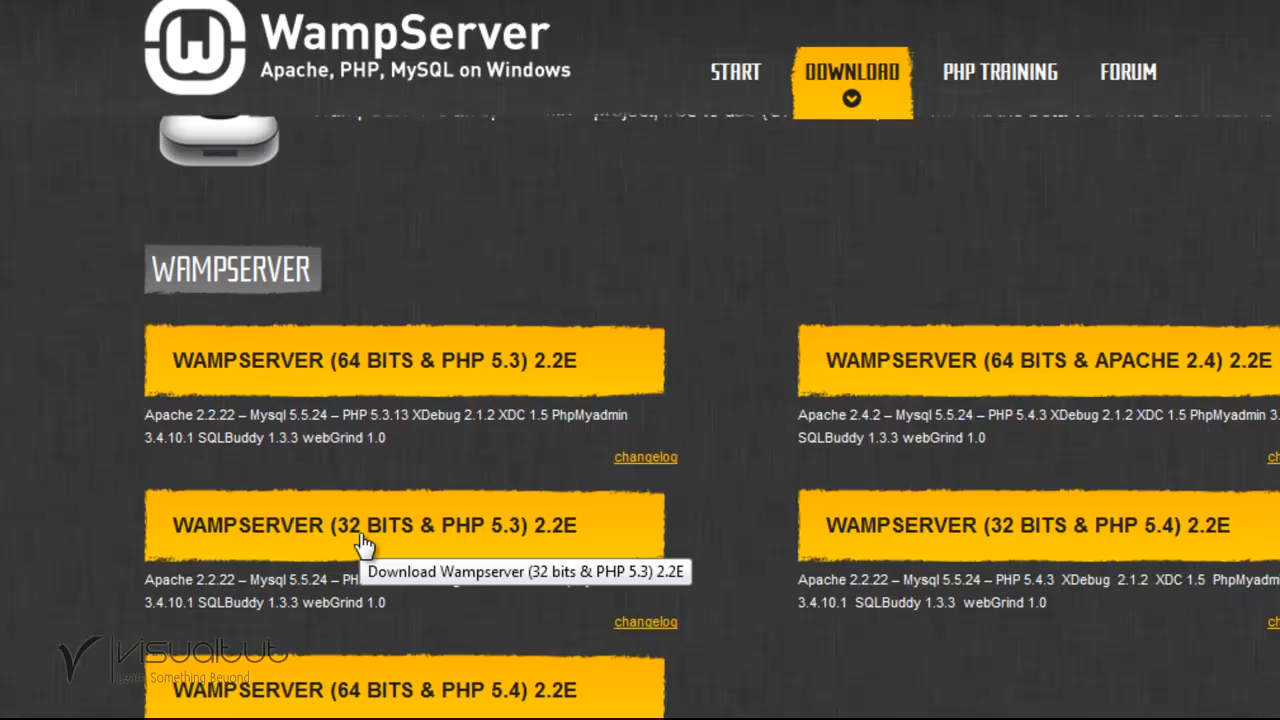 WampServer
Apache, PHP, MySQL on Windows
START
DOWNLOAD
PHP TRAINING
FORUM
WAMPSERVER
WAMPSERVER (64 BITS & PHP 5.3) 2.2E
Apache 2.2.22 – Mysql 5.5.24 – PHP 5.3.13 XDebug 2.1.2 XDC 1.5 PhpMyadmin
3.4.10.1 SQLBuddy 1.3.3 webGrind 1.0
changelog
WAMPSERVER (64 BITS & APACHE 2.4) 2.2E
Apache 2.4.2 – Mysql 5.5.24 – PHP 5.4.3 XDebug 2.1.2 XDC 1.5 PhpMyadmin 3.
SQLBuddy 1.3.3 webGrind 1.0
ch
WAMPSERVER (32 BITS & PHP 5.3) 2.2E
Download Wampserver (32 bits & PHP 5.3) 2.2E
Apache 2.2.22 – Mysql 5.5.24 – PH
3.4.10.1 SQLBuddy 1.3.3 webGrind 1.0
changelog
WAMPSERVER (32 BITS & PHP 5.4) 2.2E
Apache 2.2.22 – Mysql 5.5.24 – PHP 5.4.3 XDebug 2.1.2 XDC 1.5 PhpMyadm
3.4.10.1 SQLBuddy 1.3.3 webGrind 1.0
ch
visualtut
Learn Something Beyond
WAMPSERVER (64 BITS & PHP 5.4) 2.2E